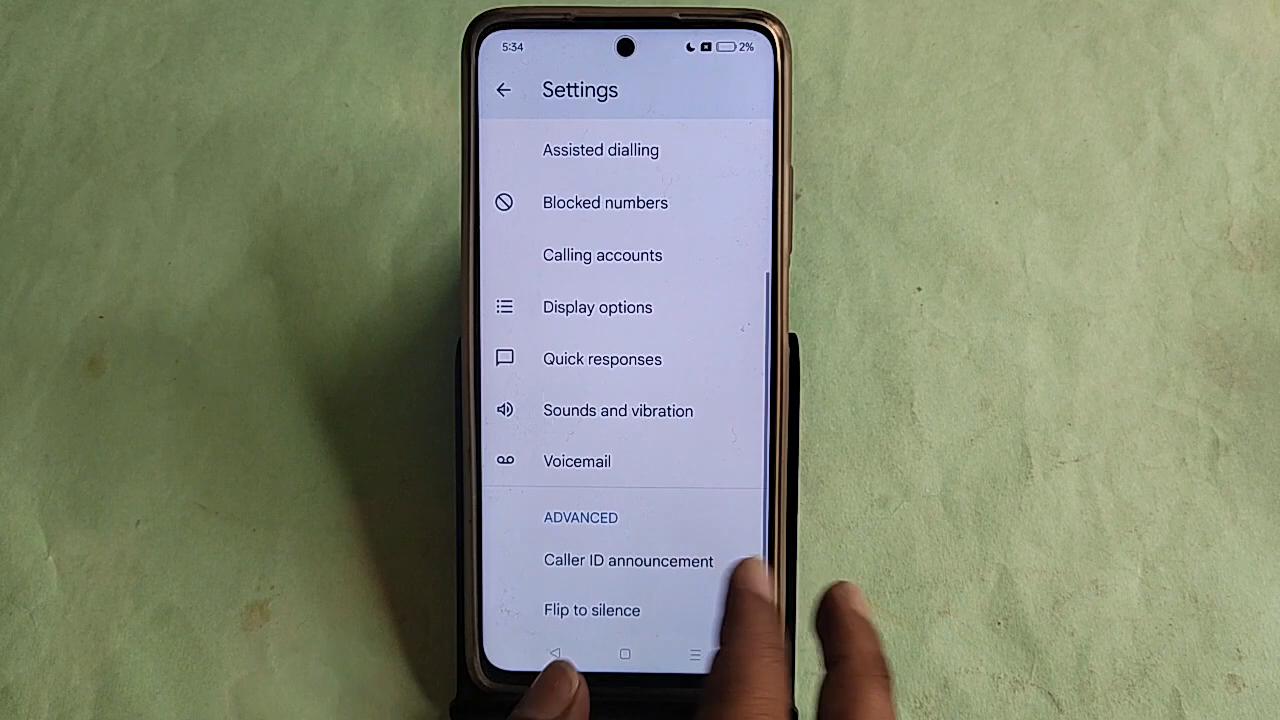 5:34 2%
Settings
Assisted dialling
Blocked numbers
Calling accounts
Display options
Quick responses
Sounds and vibration
Voicemail
ADVANCED
Caller ID announcement
Flip to silence